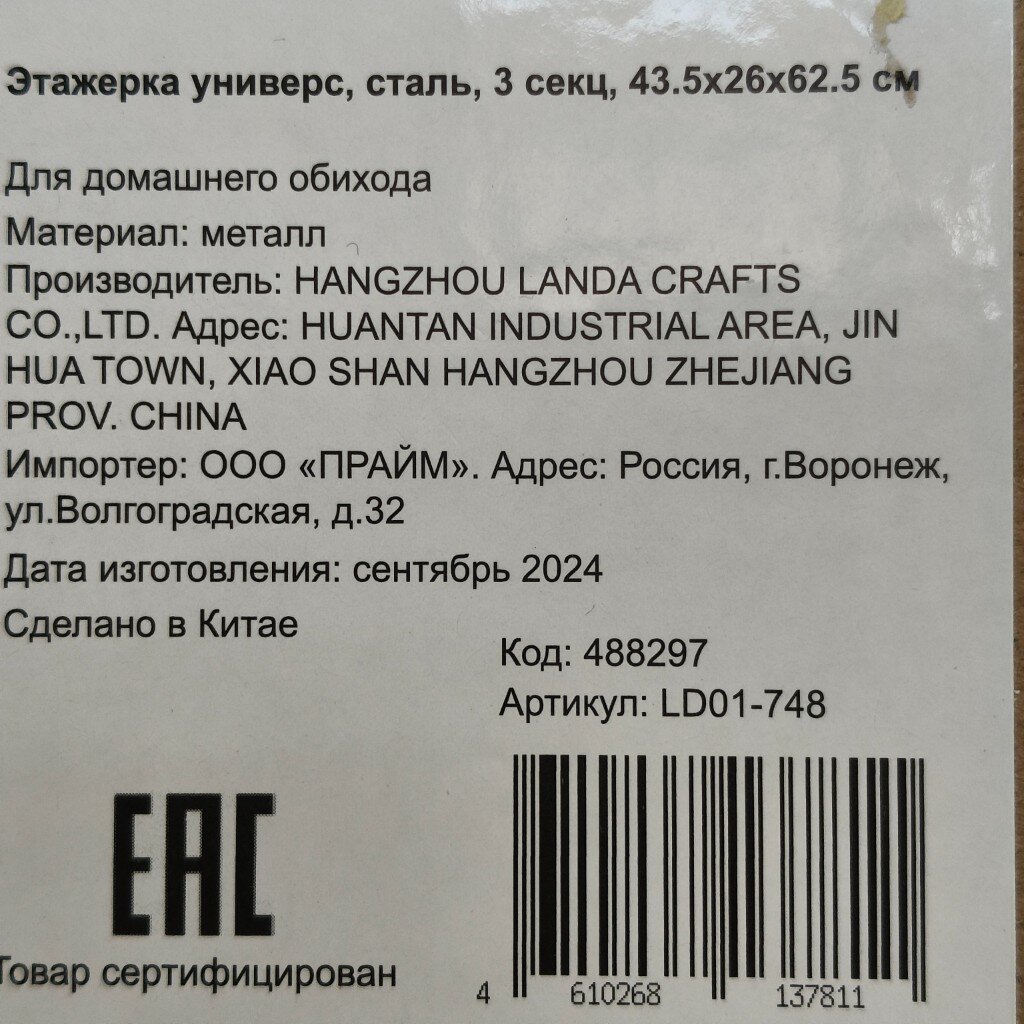 Этажерка универс, сталь, 3 секц, 43.5x26x62.5 см
Для домашнего обихода
Материал: металл
Производитель: HANGZHOU LANDA CRAFTS
CO.,LTD. Адрес: HUANTAN INDUSTRIAL AREA, JIN
HUA TOWN, XIAO SHAN HANGZHOU ZHEJIANG
PROV. CHINA
Импортер: ООО «ПРАЙМ». Адрес: Россия, г.Воронеж,
ул.Волгоградская, д.32
Дата изготовления: сентябрь 2024
Сделано в Китае
Код: 488297
Артикул: LD01-748
EAC
Товар сертифицирован
4 610268 137811